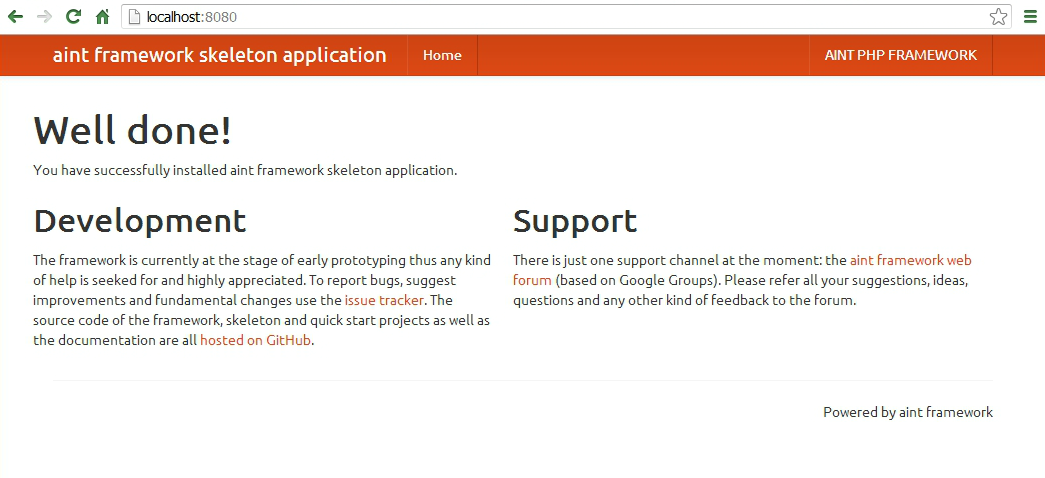 localhost:8080
aint framework skeleton application Home AINT PHP FRAMEWORK
Well done!
You have successfully installed aint framework skeleton application.
Development
The framework is currently at the stage of early prototyping thus any kind
of help is seeked for and highly appreciated. To report bugs, suggest
improvements and fundamental changes use the issue tracker. The
source code of the framework, skeleton and quick start projects as well as
the documentation are all hosted on GitHub.
Support
There is just one support channel at the moment: the aint framework web
forum (based on Google Groups). Please refer all your suggestions, ideas,
questions and any other kind of feedback to the forum.
Powered by aint framework